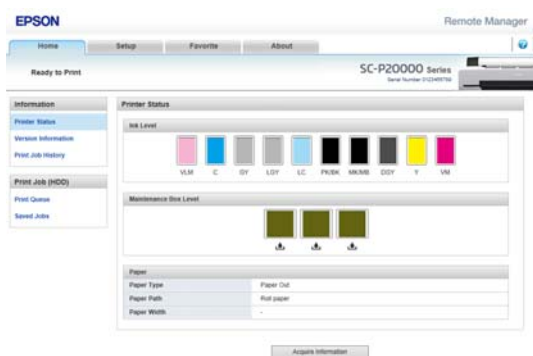 EPSON
Remote Manager
Home Setup Favorite About
Ready to Print
SC-P20000 Series
Serial Number 0123456789
Information
Printer Status
Version Information
Print Job History
Print Job (HDD)
Print Queue
Saved Jobs
Printer Status
Ink Level
VLM C GY LGY LC PK/BK MK/MB DGY Y VM
Maintenance Box Level
Paper
Paper Type Paper Out
Paper Path Roll paper
Paper Width -
Acquire Information